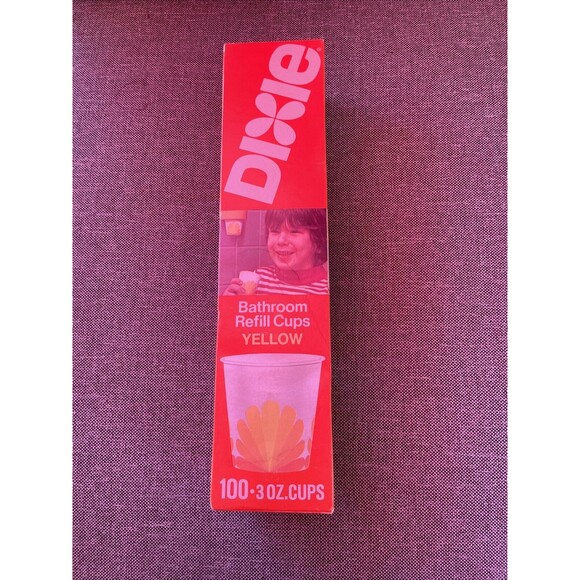 DIXIE®
Bathroom
Refill Cups
YELLOW
100•3 OZ.CUPS